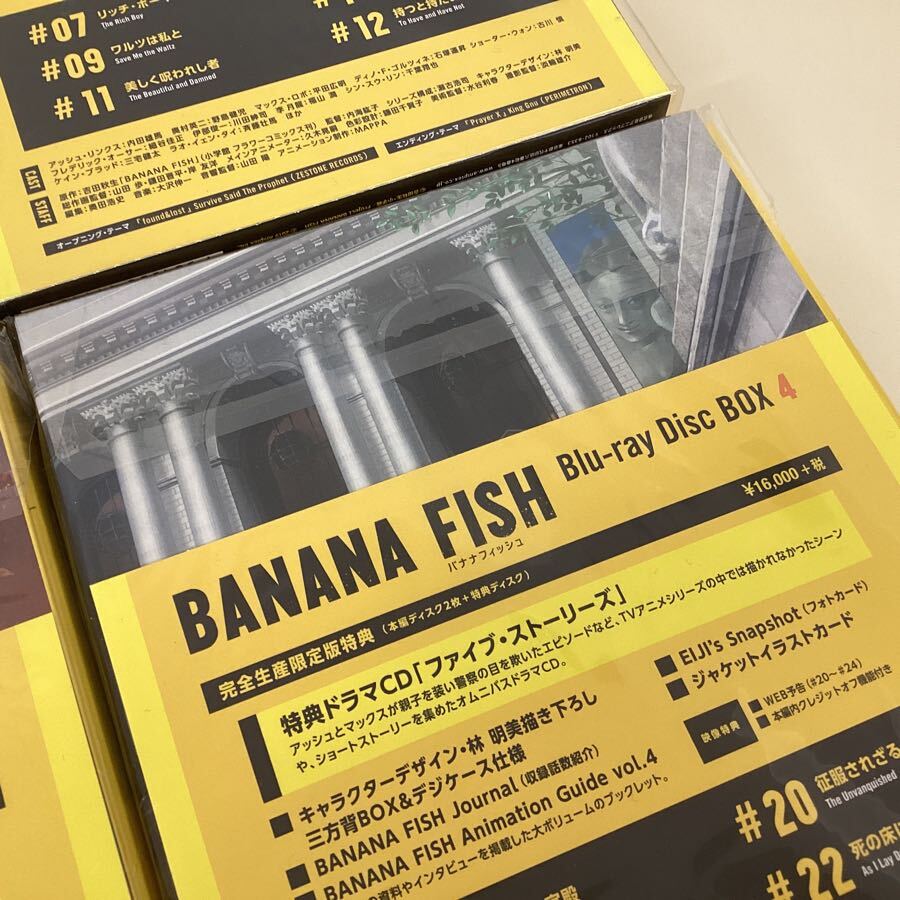 #07 リッチ・ボー
The Rich Boy
#09 ワルツは私と
Save Me the Waltz
#11 美しく呪われし者
The Beautiful and Damned
#12 持つと持た
To Have and Have Not
CAST
アッシュ・リンクス:内田雄馬 奥村英二:野島健児 マックス・ロボ:平田広明 ディノ・F・ゴルツィネ:石塚運昇 ショーター・ウォン:古川 慎
フレデリック・オーサー:細谷佳正 伊部俊一:川田紳司 李 月龍:福山 潤 シン・スウ・リン:千葉翔也
ケイン・ブラッド:三宅健太 ラオ・イェン・タイ:斉藤壮馬 ほか
STAFF
原作:吉田秋生「BANANA FISH」(小学館 フラワーコミックス刊) 監督:内海紘子 シリーズ構成:瀬古浩司 キャラクターデザイン:林 明美
総作画監督:山田 歩・鎌田晋平・岸 友洋 メインアニメーター:久木晃嗣 色彩設計:鎌田千賀子 美術監督:水谷利春 撮影監督:淡輪雄介
編集:奥田浩史 音楽:大沢伸一 音響監督:山田 陽 アニメーション制作:MAPPA
オープニング・テーマ 「found&lost」Survive Said The Prophet (ZESTONE RECORDS)
エンディング・テーマ 「Prayer X」King Gnu (PERIMETRON)
BANANA FISH Blu-ray Disc BOX 4
バナナフィッシュ
¥16,000+税
完全生産限定版特典 (本編ディスク2枚+特典ディスク)
特典ドラマCD「ファイブ・ストーリーズ」
アッシュとマックスが親子を装い警察の目を欺いたエピソードなど、TVアニメシリーズの中では描かれなかったシーン
や、ショートストーリーを集めたオムニバスドラマCD。
■ キャラクターデザイン・林 明美描き下ろし
三方背BOX&デジケース仕様
■ BANANA FISH Journal (収録話数紹介)
■ BANANA FISH Animation Guide vol.4
の資料やインタビューを掲載した大ボリュームのブックレット。
■ EIJI's Snapshot (フォトカード)
■ ジャケットイラストカード
映像特典
■ WEB予告 (#20~#24)
■ 本編内クレジットオフ機能付き
#20 征服されざる
The Unvanquished
#22 死の床に
As I Lay D